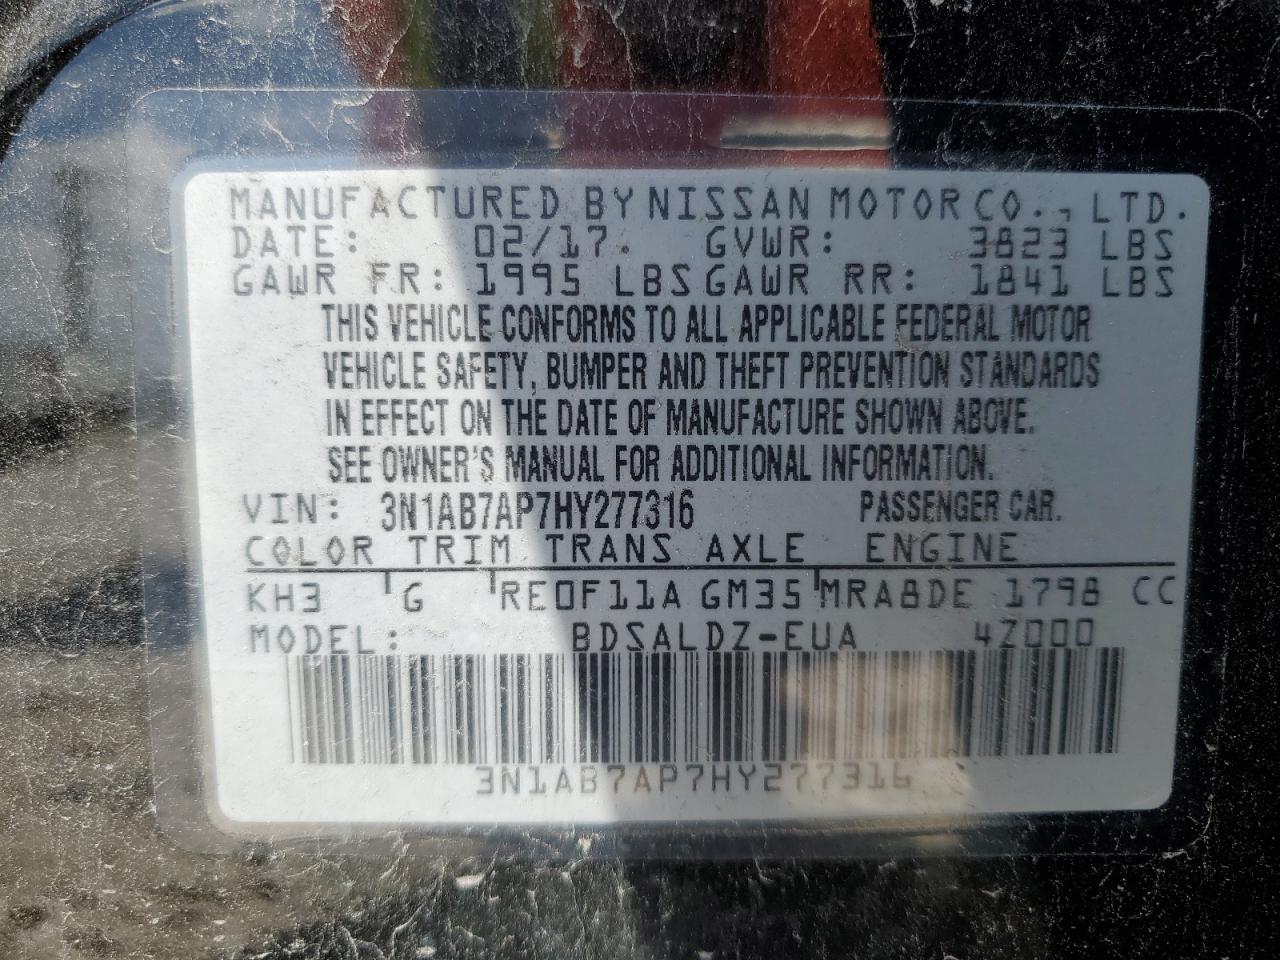 MANUFACTURED BY NISSAN MOTOR CO., LTD.
DATE: 02/17. GVWR: 3823 LBS
GAWR FR: 1995 LBS GAWR RR: 1841 LBS
THIS VEHICLE CONFORMS TO ALL APPLICABLE FEDERAL MOTOR
VEHICLE SAFETY, BUMPER AND THEFT PREVENTION STANDARDS
IN EFFECT ON THE DATE OF MANUFACTURE SHOWN ABOVE.
SEE OWNER'S MANUAL FOR ADDITIONAL INFORMATION.
VIN: 3N1AB7AP7HY277316 PASSENGER CAR.
COLOR TRIM TRANS AXLE ENGINE
KH3 G RE0F11A GM35 MRA8DE 1798 CC
MODEL: BDSALDZ-EUA 4Z000
3N1AB7AP7HY277316